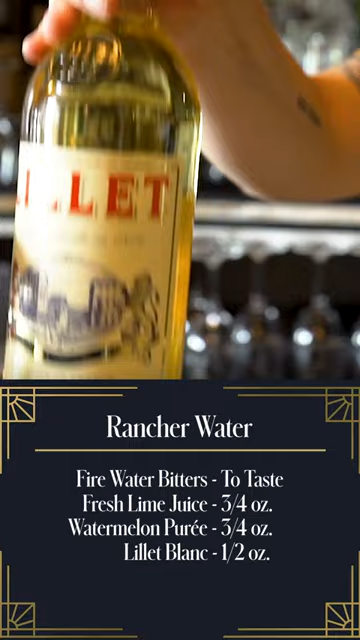 LILLET
Rancher Water
Fire Water Bitters - To Taste
Fresh Lime Juice - 3/4 oz.
Watermelon Purée - 3/4 oz.
Lillet Blanc - 1/2 oz.